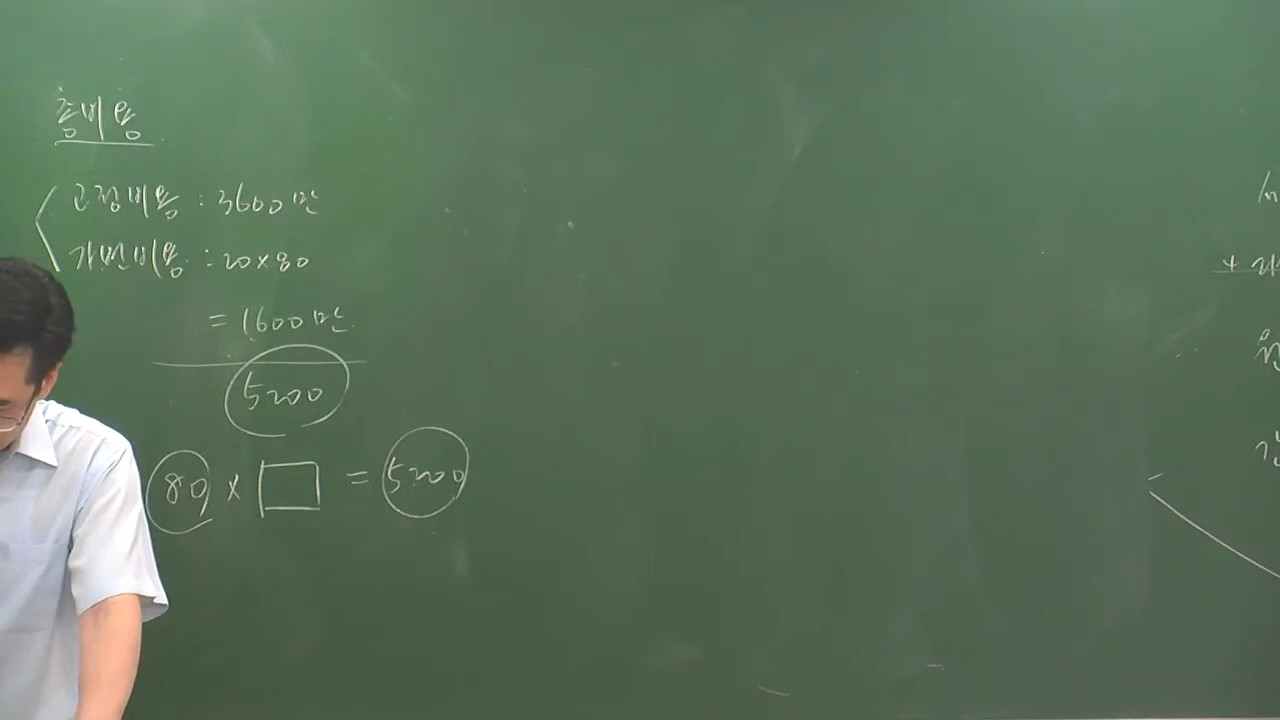 총비용
고정비용 : 3600만
가변비용 : 20×80
= 1600만
5200
80 × □ = 5200